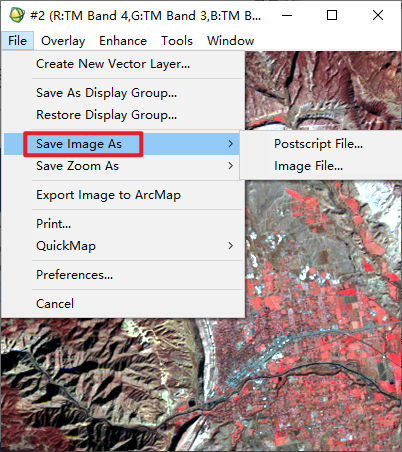 #2 (R:TM Band 4,G:TM Band 3,B:TM B...
File Overlay Enhance Tools Window
Create New Vector Layer...
Save As Display Group...
Restore Display Group...
Save Image As
Postscript File...
Save Zoom As
Image File...
Export Image to ArcMap
Print...
QuickMap
Preferences...
Cancel